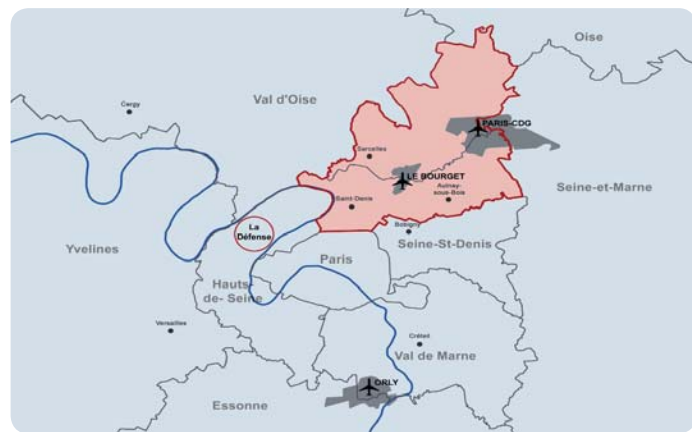 Oise
Val d'Oise
Cergy
PARIS-CDG
Sarcelles
LE BOURGET
Aulnay-
sous-Bois
Saint-Denis
Seine-et-Marne
La
Défense
Bobigny
Seine-St-Denis
Yvelines
Paris
Hauts
de- Seine
Versailles
Créteil
Val de Marne
ORLY
Essonne